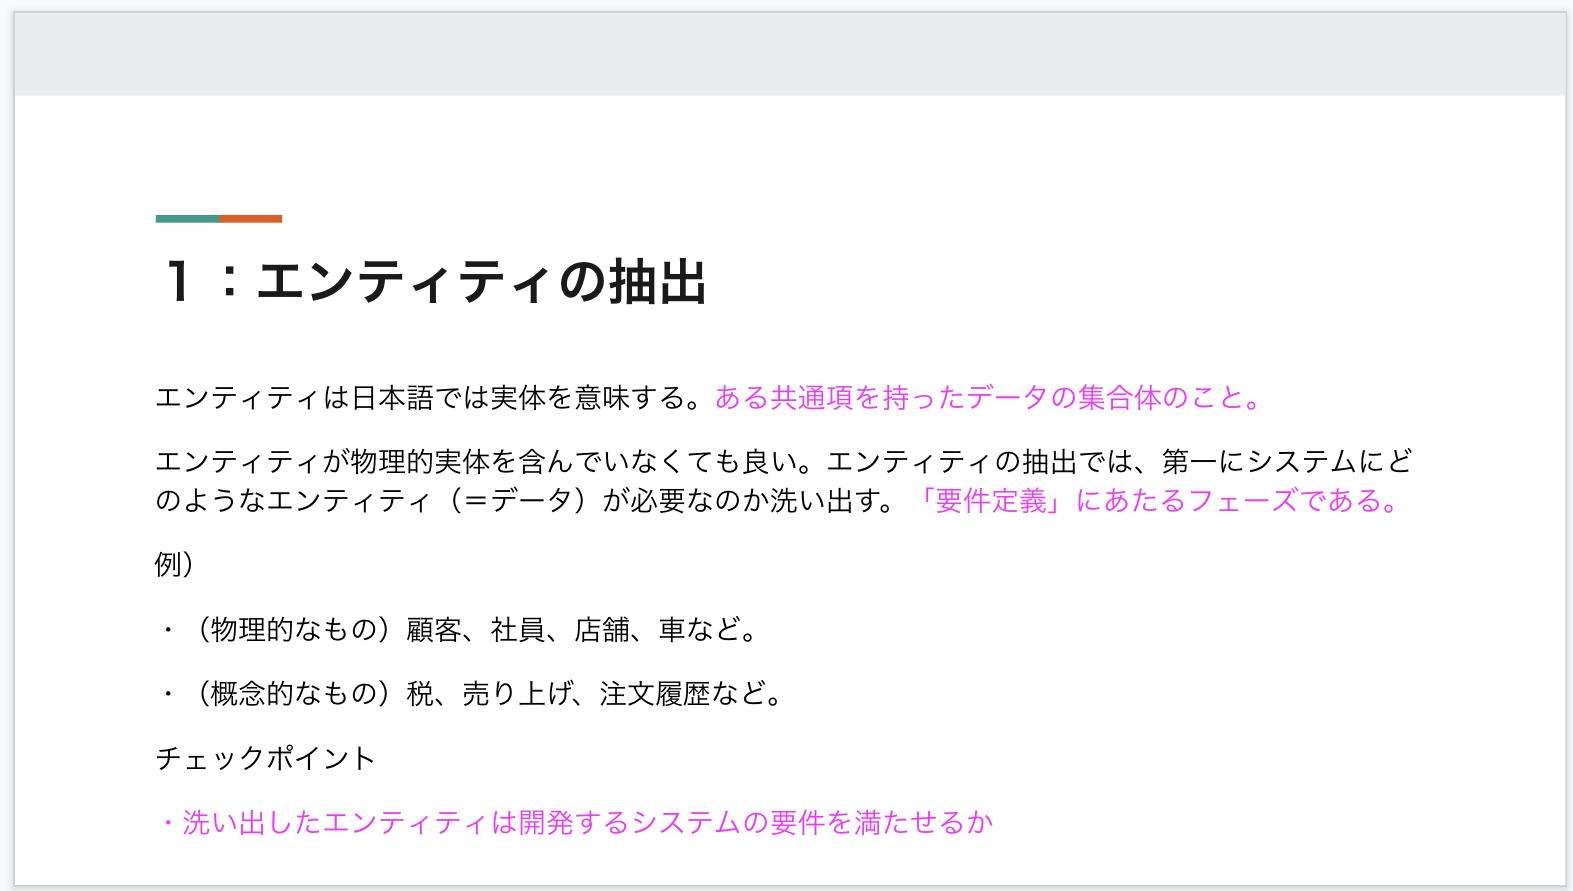 １：エンティティの抽出
エンティティは日本語では実体を意味する。ある共通項を持ったデータの集合体のこと。
エンティティが物理的実体を含んでいなくても良い。エンティティの抽出では、第一にシステムにど
のようなエンティティ（＝データ）が必要なのか洗い出す。「要件定義」にあたるフェーズである。
例）
・（物理的なもの）顧客、社員、店舗、車など。
・（概念的なもの）税、売り上げ、注文履歴など。
チェックポイント
・洗い出したエンティティは開発するシステムの要件を満たせるか